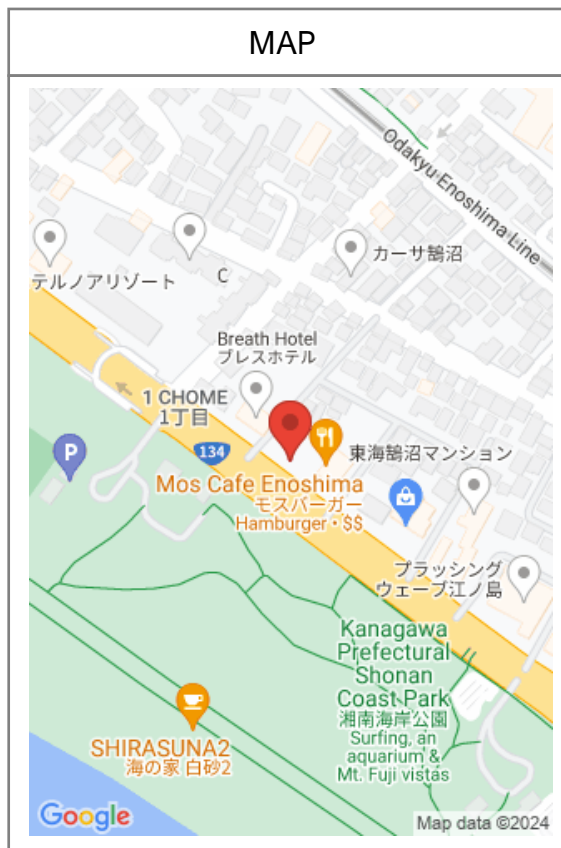 MAP
Odakyu Enoshima Line
カーサ鵠沼
テルノアリゾート
C
Breath Hotel
ブレスホテル
1 CHOME
1丁目
134
P
東海鵠沼マンション
Mos Cafe Enoshima
モスバーガー
Hamburger • $$
プラッシング
ウェーブ江ノ島
Kanagawa
Prefectural
Shonan
Coast Park
湘南海岸公園
Surfing, an
aquarium &
Mt. Fuji vistas
SHIRASUNA2
海の家 白砂2
Google
Map data ©2024